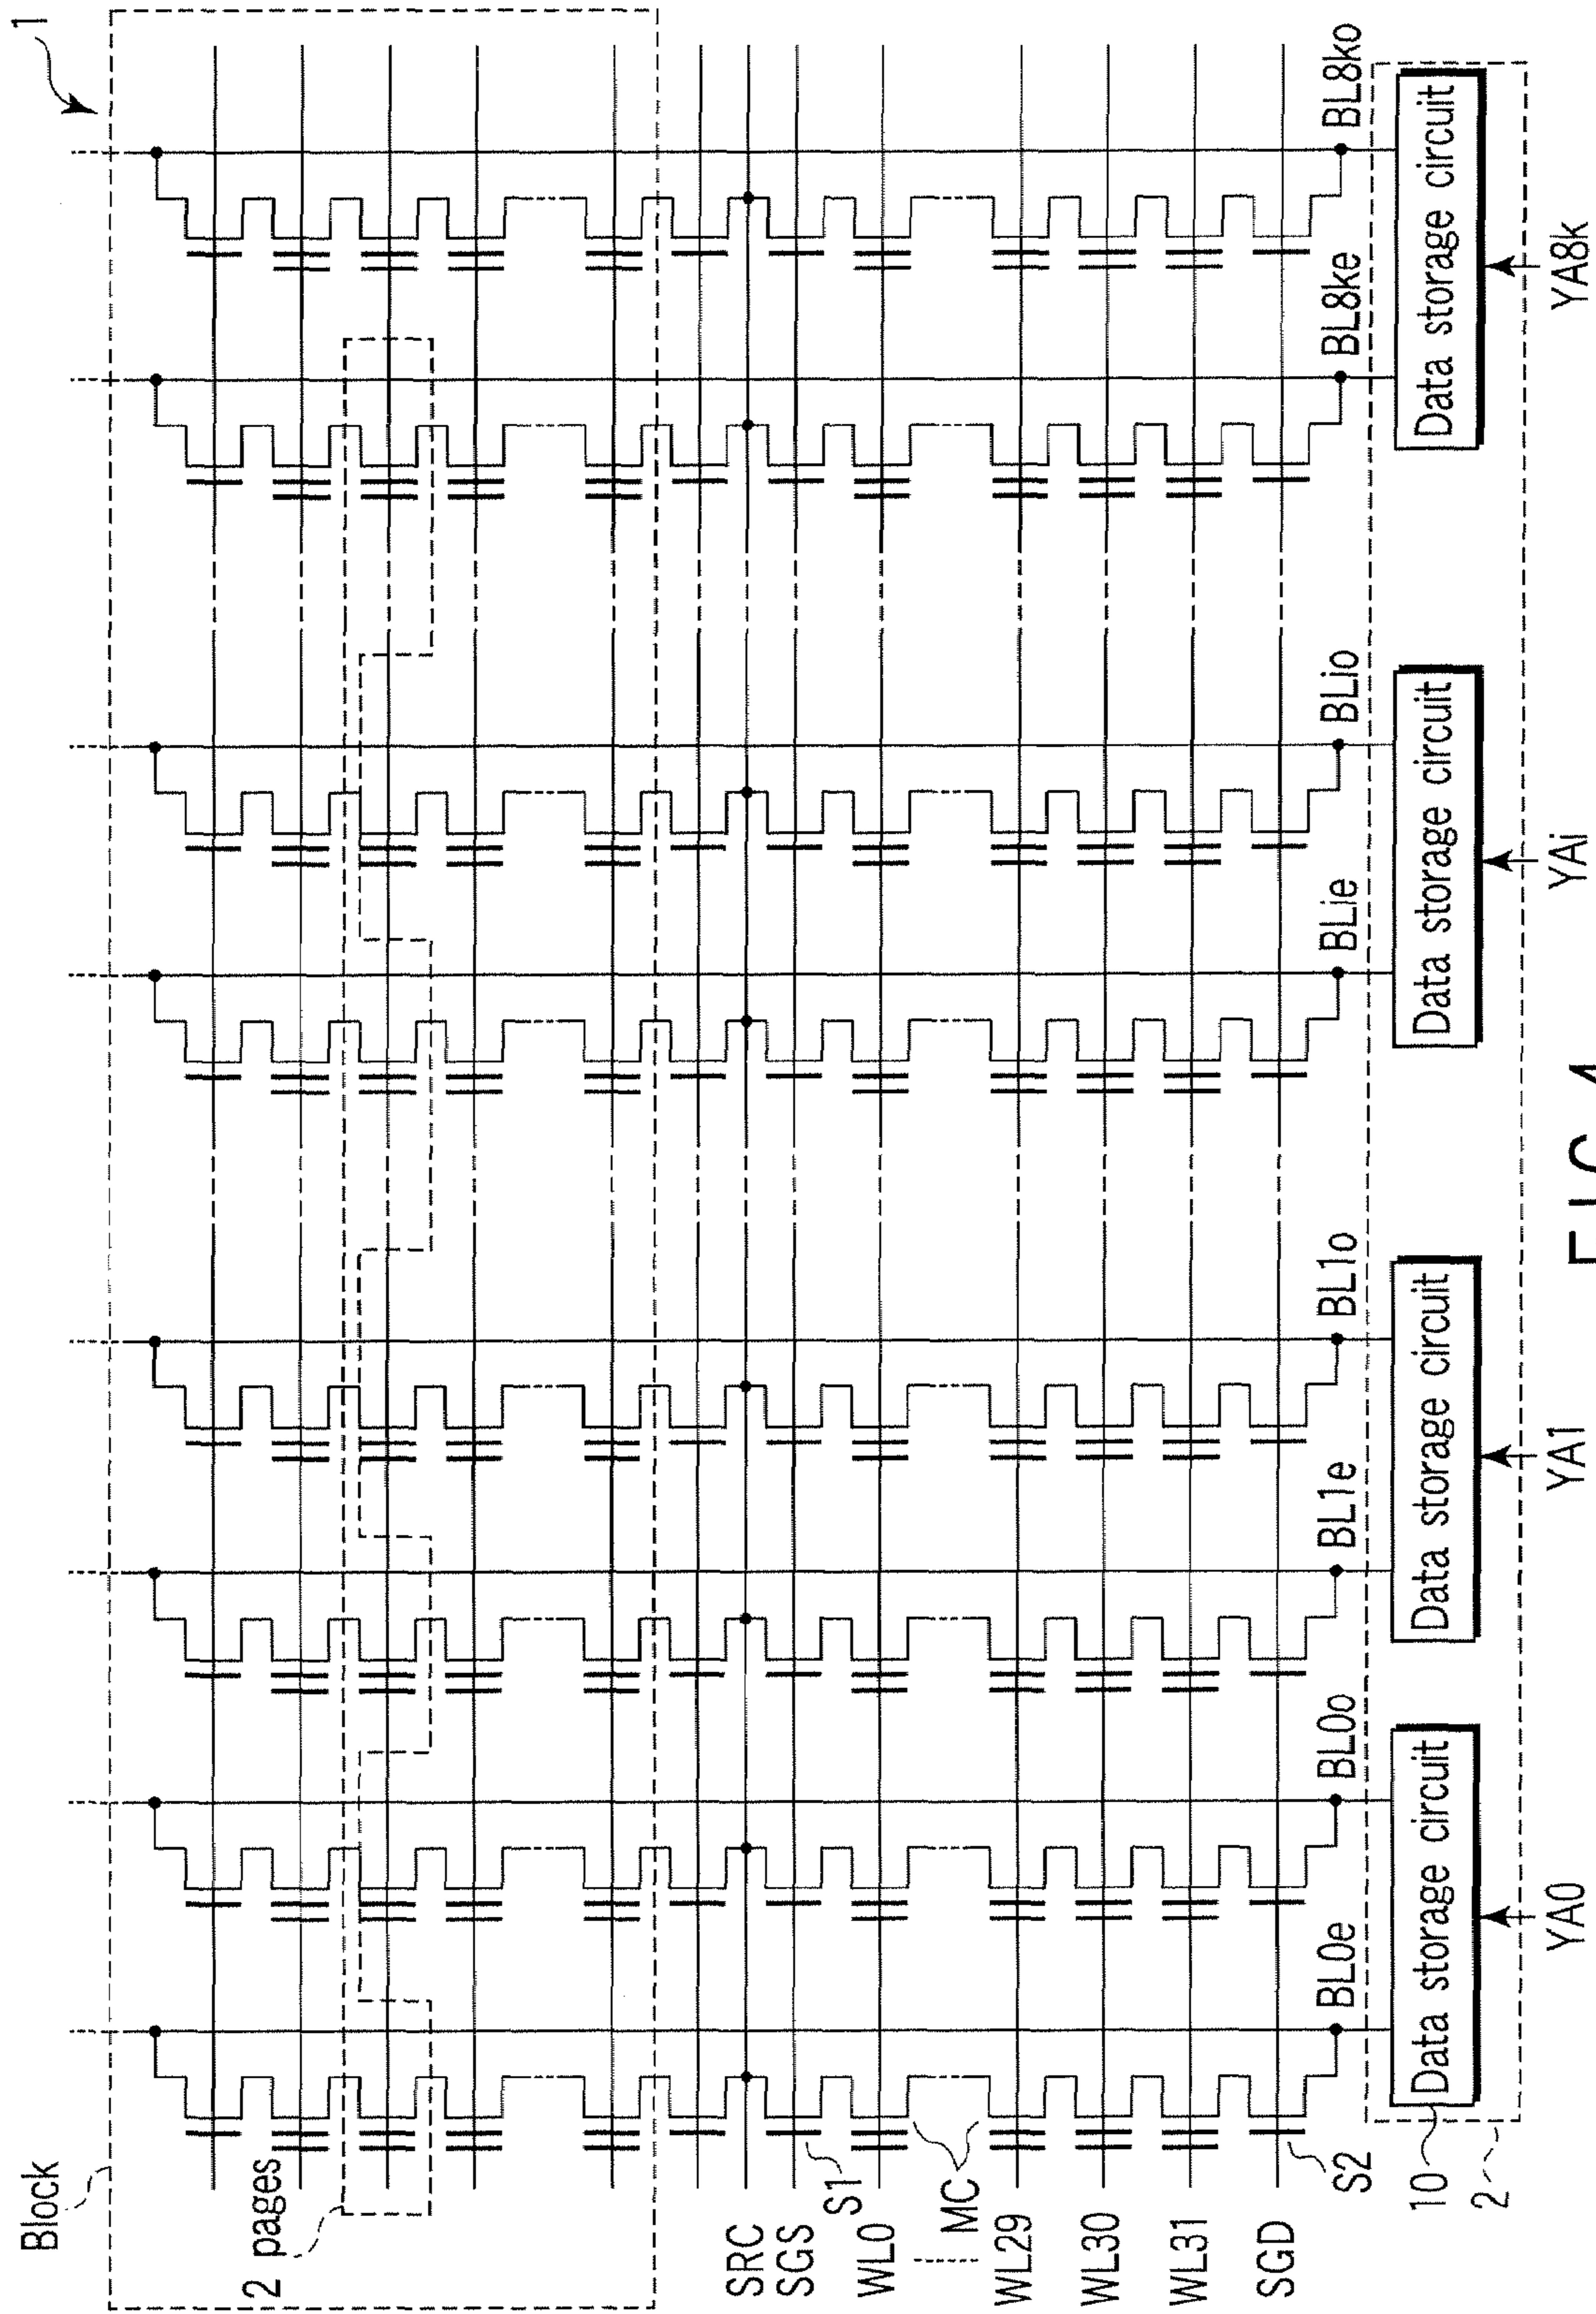 1
Block
2 pages
SRC
SGS
S1
WL0
MC
WL29
WL30
WL31
SGD
S2
BL0e
BL0o
BL1e
BL1o
BLie
BLio
BL8ke
BL8ko
10
Data storage circuit
Data storage circuit
Data storage circuit
Data storage circuit
2
YA0
YA1
YAi
YA8k